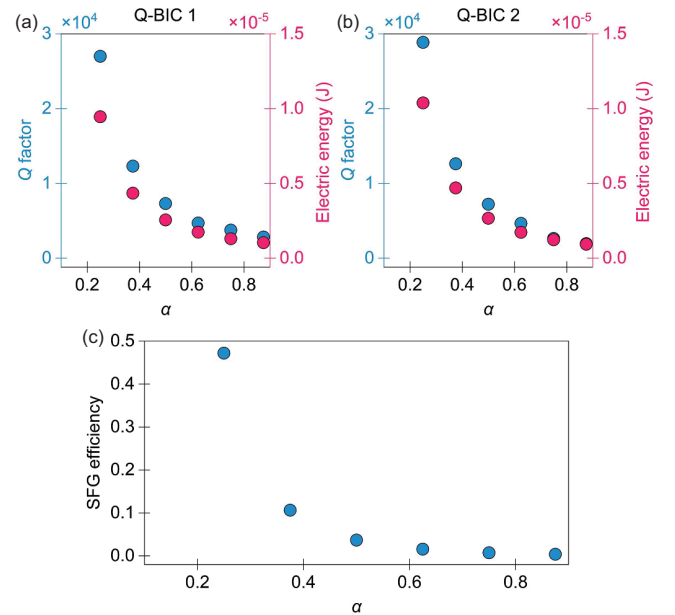 (a)
Q-BIC 1
×10⁴
×10⁻⁵
3
2
1
0
Q factor
1.5
1.0
0.5
0.0
Electric energy (J)
0.2 0.4 0.6 0.8
α
(b)
Q-BIC 2
×10⁴
×10⁻⁵
3
2
1
0
Q factor
1.5
1.0
0.5
0.0
Electric energy (J)
0.2 0.4 0.6 0.8
α
(c)
0.5
0.4
0.3
0.2
0.1
0.0
SFG efficiency
0.2 0.4 0.6 0.8
α